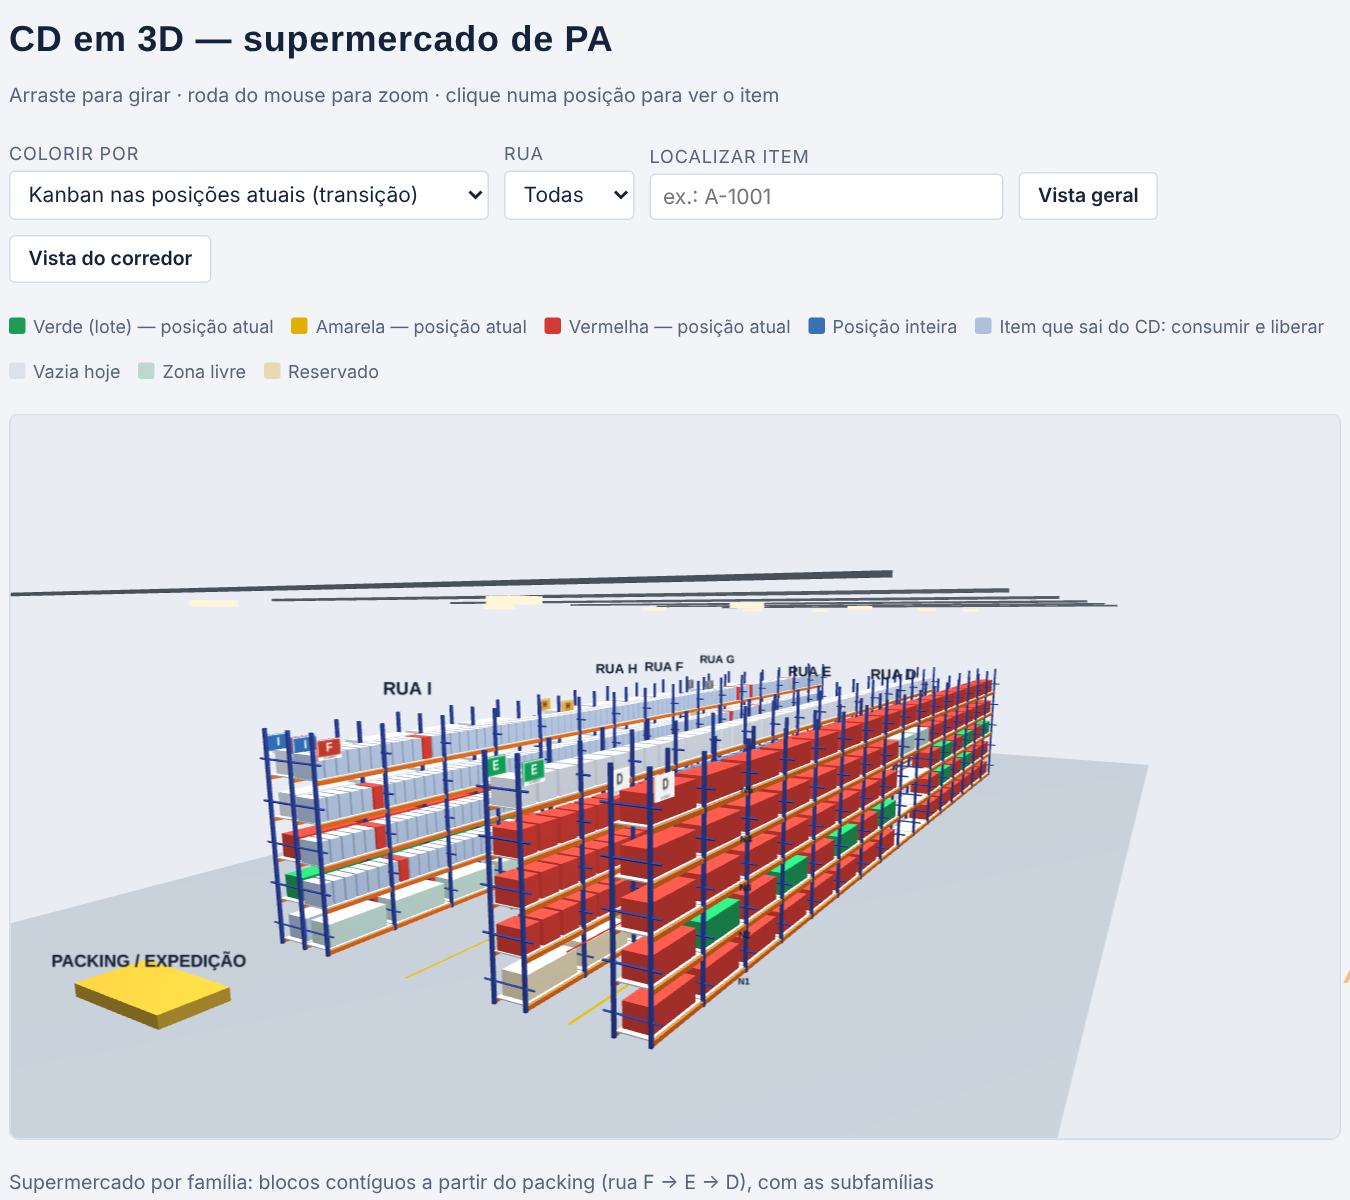 CD em 3D — supermercado de PA
Arraste para girar · roda do mouse para zoom · clique numa posição para ver o item
COLORIR POR
RUA
LOCALIZAR ITEM
Kanban nas posições atuais (transição)
Todas
ex.: A-1001
Vista geral
Vista do corredor
Verde (lote) — posição atual
Amarela — posição atual
Vermelha — posição atual
Posição inteira
Item que sai do CD: consumir e liberar
Vazia hoje
Zona livre
Reservado
RUA I
RUA H
RUA F
RUA G
RUA E
RUA D
I
I
F
E
E
D
D
N1
PACKING / EXPEDIÇÃO
Supermercado por família: blocos contíguos a partir do packing (rua F → E → D), com as subfamílias